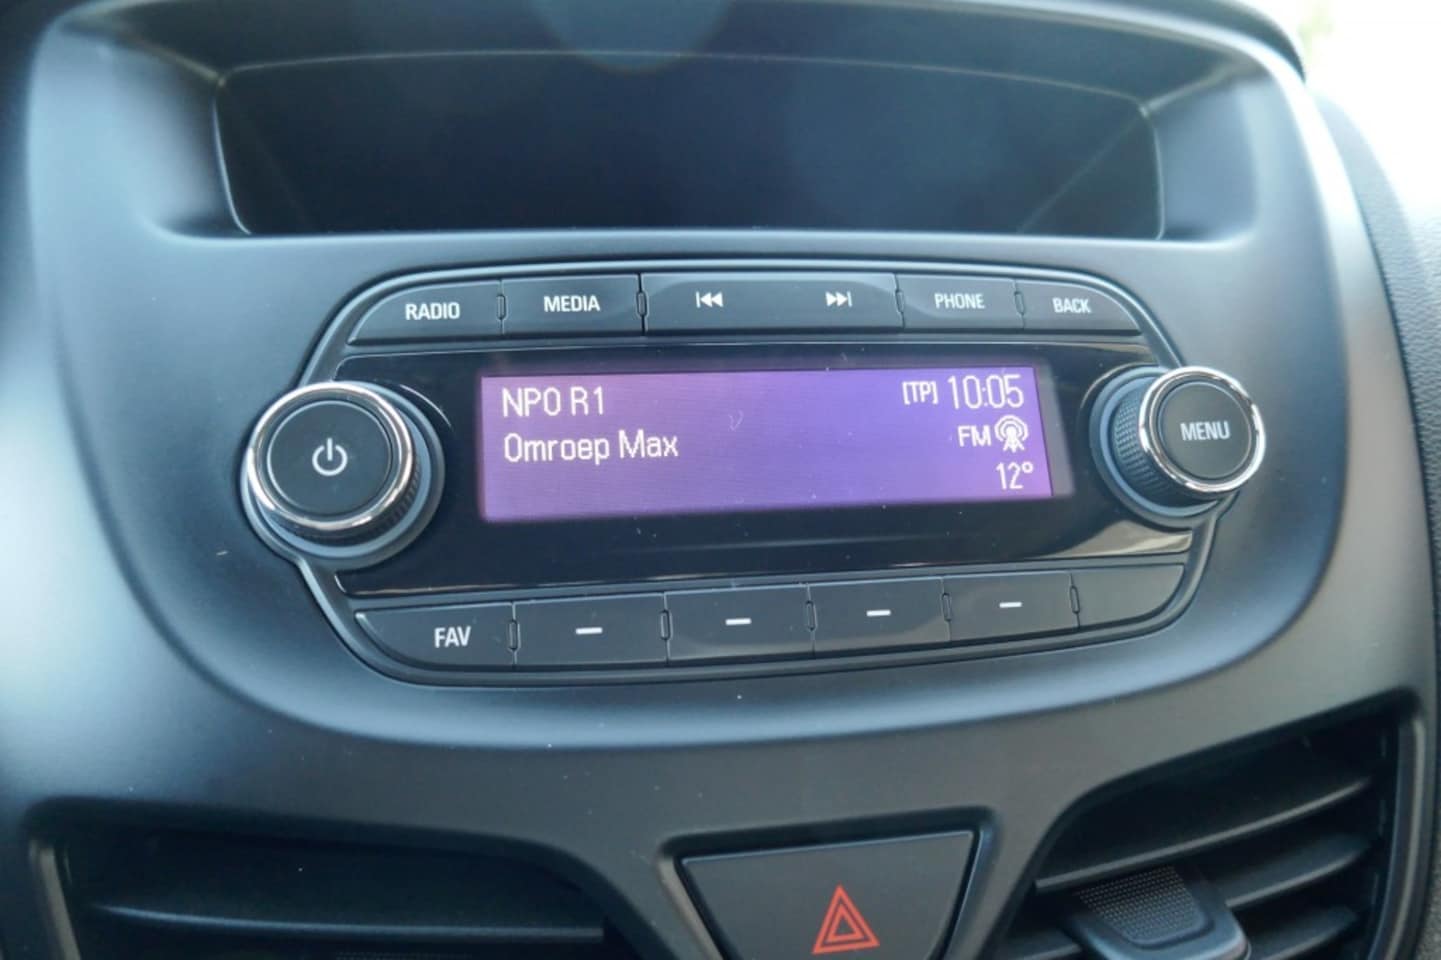 RADIO MEDIA PHONE BACK
NPO R1 [TP] 10:05
Omroep Max FM
12°
MENU
FAV